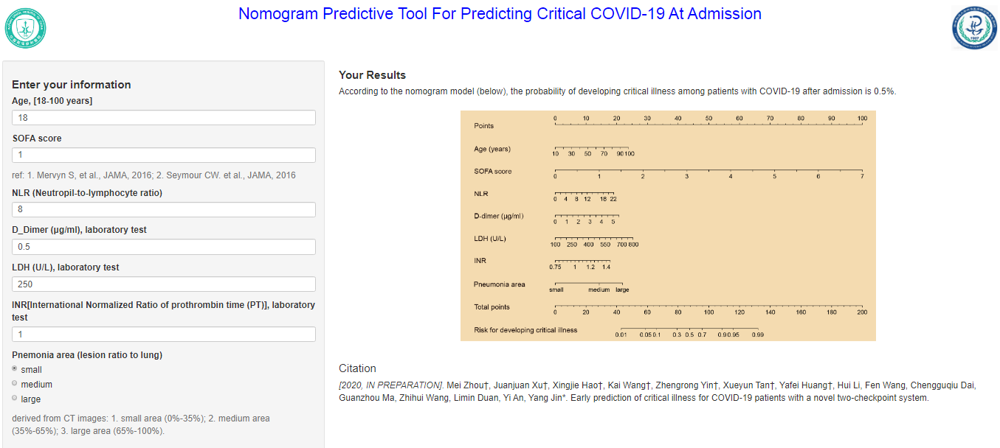 Nomogram Predictive Tool For Predicting Critical COVID-19 At Admission
Enter your information
Age, [18-100 years]
18
SOFA score
1
ref: 1. Mervyn S, et al., JAMA, 2016; 2. Seymour CW. et al., JAMA, 2016
NLR (Neutropil-to-lymphocyte ratio)
8
D_Dimer (μg/ml), laboratory test
0.5
LDH (U/L), laboratory test
250
INR[International Normalized Ratio of prothrombin time (PT)], laboratory
test
1
Pnemonia area (lesion ratio to lung)
small
medium
large
derived from CT images: 1. small area (0%-35%); 2. medium area
(35%-65%); 3. large area (65%-100%).
Your Results
According to the nomogram model (below), the probability of developing critical illness among patients with COVID-19 after admission is 0.5%.
0 10 20 30 40 50 60 70 80 90 100
Points
Age (years)
10 30 50 70 90 100
SOFA score
0 1 2 3 4 5 6 7
NLR
0 4 8 12 18 22
D-dimer (μg/ml)
0 1 2 3 4 5
LDH (U/L)
100 250 400 550 700 800
INR
0.75 1 1.2 1.4
Pneumonia area
small medium large
Total points
0 20 40 60 80 100 120 140 160 180 200
Risk for developing critical illness
0.01 0.05 0.1 0.3 0.5 0.7 0.9 0.95 0.99
Citation
[2020, IN PREPARATION]. Mei Zhou†, Juanjuan Xu†, Xingjie Hao†, Kai Wang†, Zhengrong Yin†, Xueyun Tan†, Yafei Huang†, Hui Li, Fen Wang, Chengguqiu Dai,
Guanzhou Ma, Zhihui Wang, Limin Duan, Yi An, Yang Jin*. Early prediction of critical illness for COVID-19 patients with a novel two-checkpoint system.